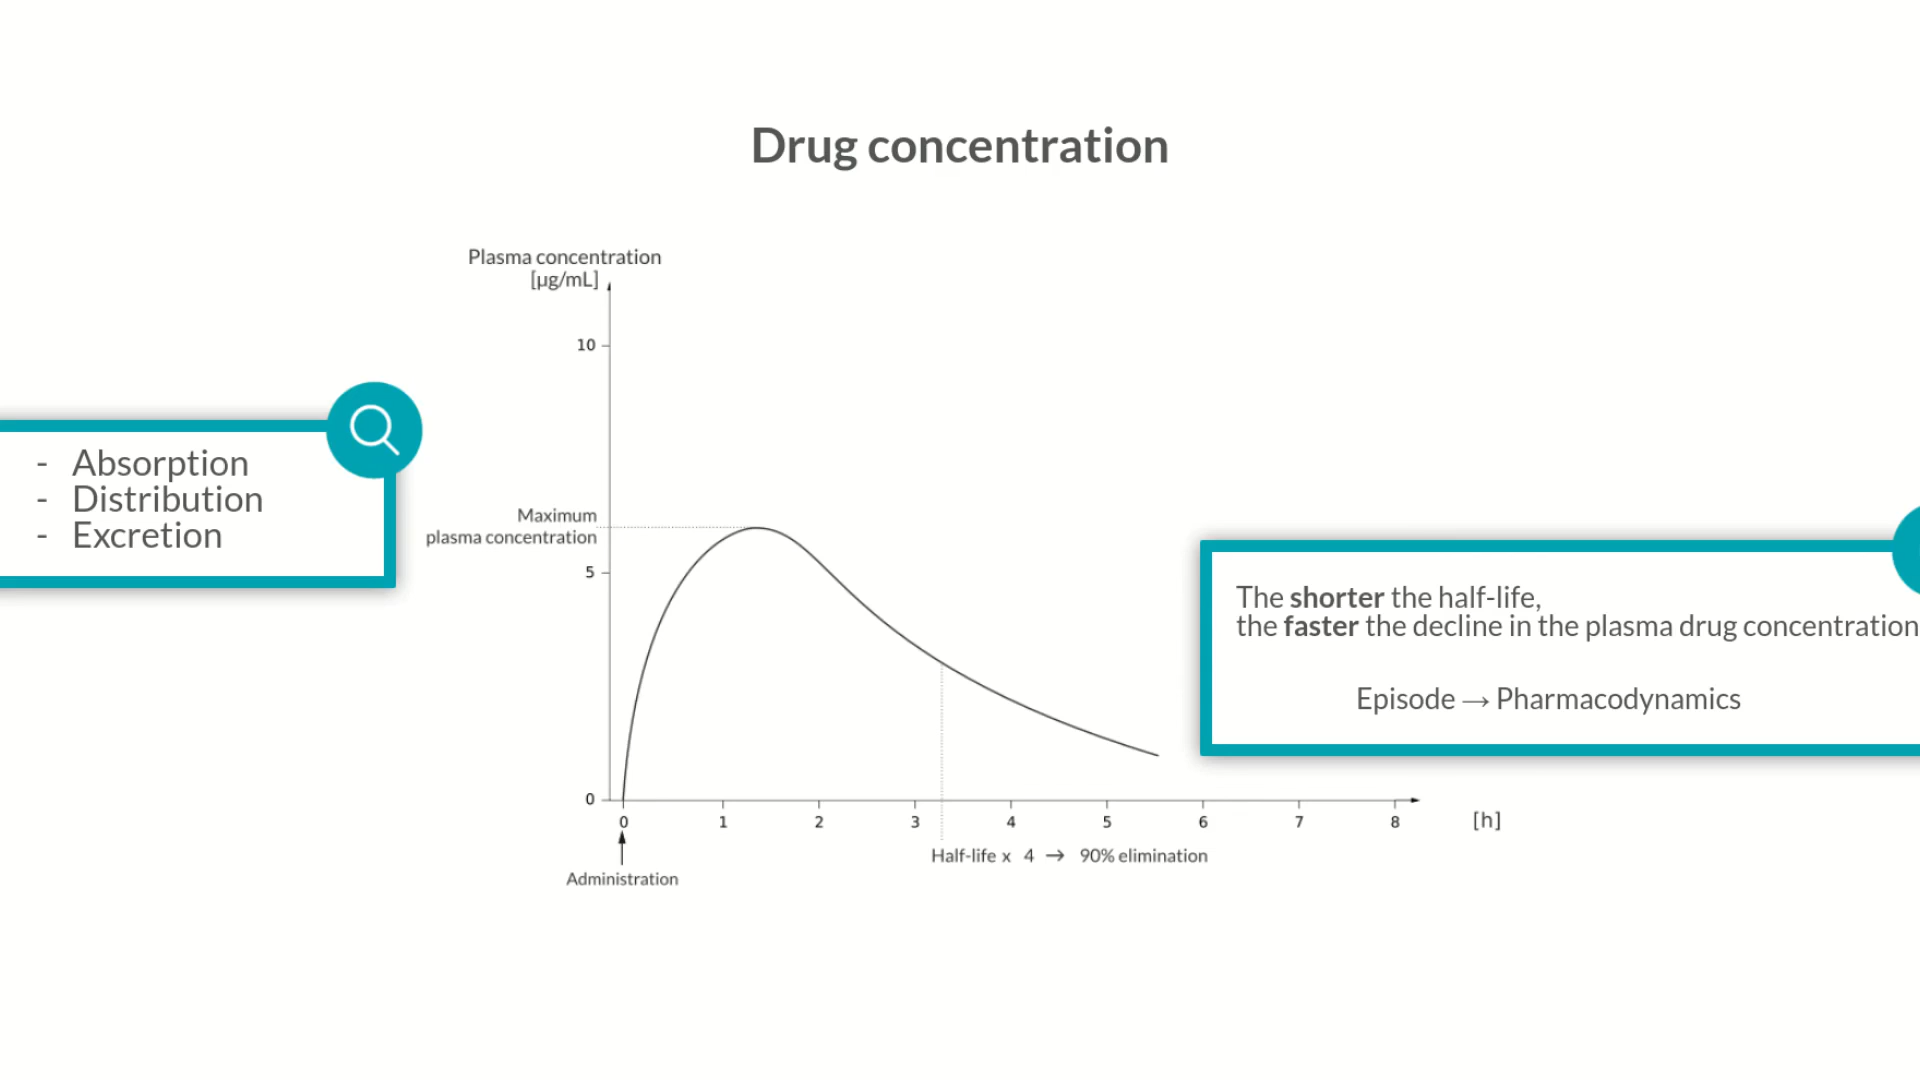 Drug concentration
Plasma concentration
[µg/mL]
10
- Absorption
- Distribution
- Excretion
Maximum
plasma concentration
5
The shorter the half-life,
the faster the decline in the plasma drug concentration
Episode → Pharmacodynamics
0
0 1 2 3 4 5 6 7 8 [h]
Half-life x 4 → 90% elimination
Administration